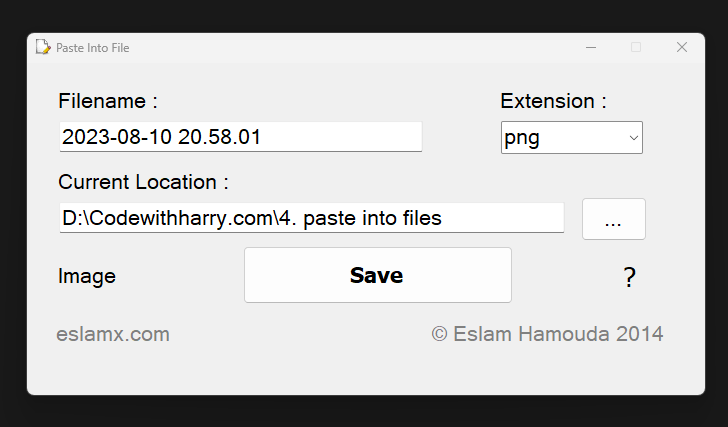 Paste Into File
Filename : Extension :
2023-08-10 20.58.01 png
Current Location :
D:\Codewithharry.com\4. paste into files ...
Image Save ?
eslamx.com © Eslam Hamouda 2014